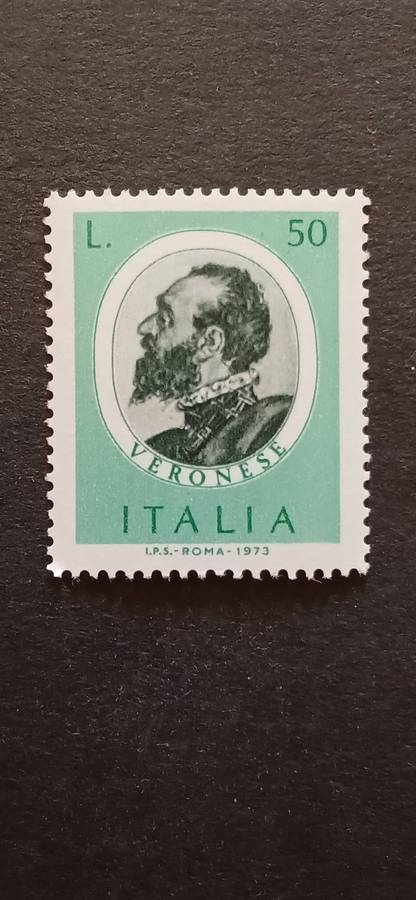 L. 50
VERONESE
ITALIA
I.P.S.-ROMA-1973